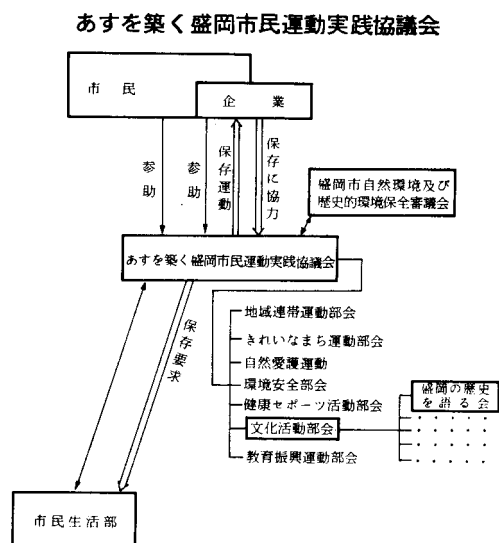 あすを築く盛岡市民運動実践協議会
市民
企業
参助
参助
保存運動
保存に協力
盛岡市自然環境及び
歴史的環境保全審議会
あすを築く盛岡市民運動実践協議会
保存要求
地域連帯運動部会
きれいなまち運動部会
自然愛護運動
環境安全部会
健康セポーツ活動部会
文化活動部会
教育振興運動部会
盛岡の歴史
を語る会
・・・・・
・・・・・
・・・・・
・・・・・
市民生活部